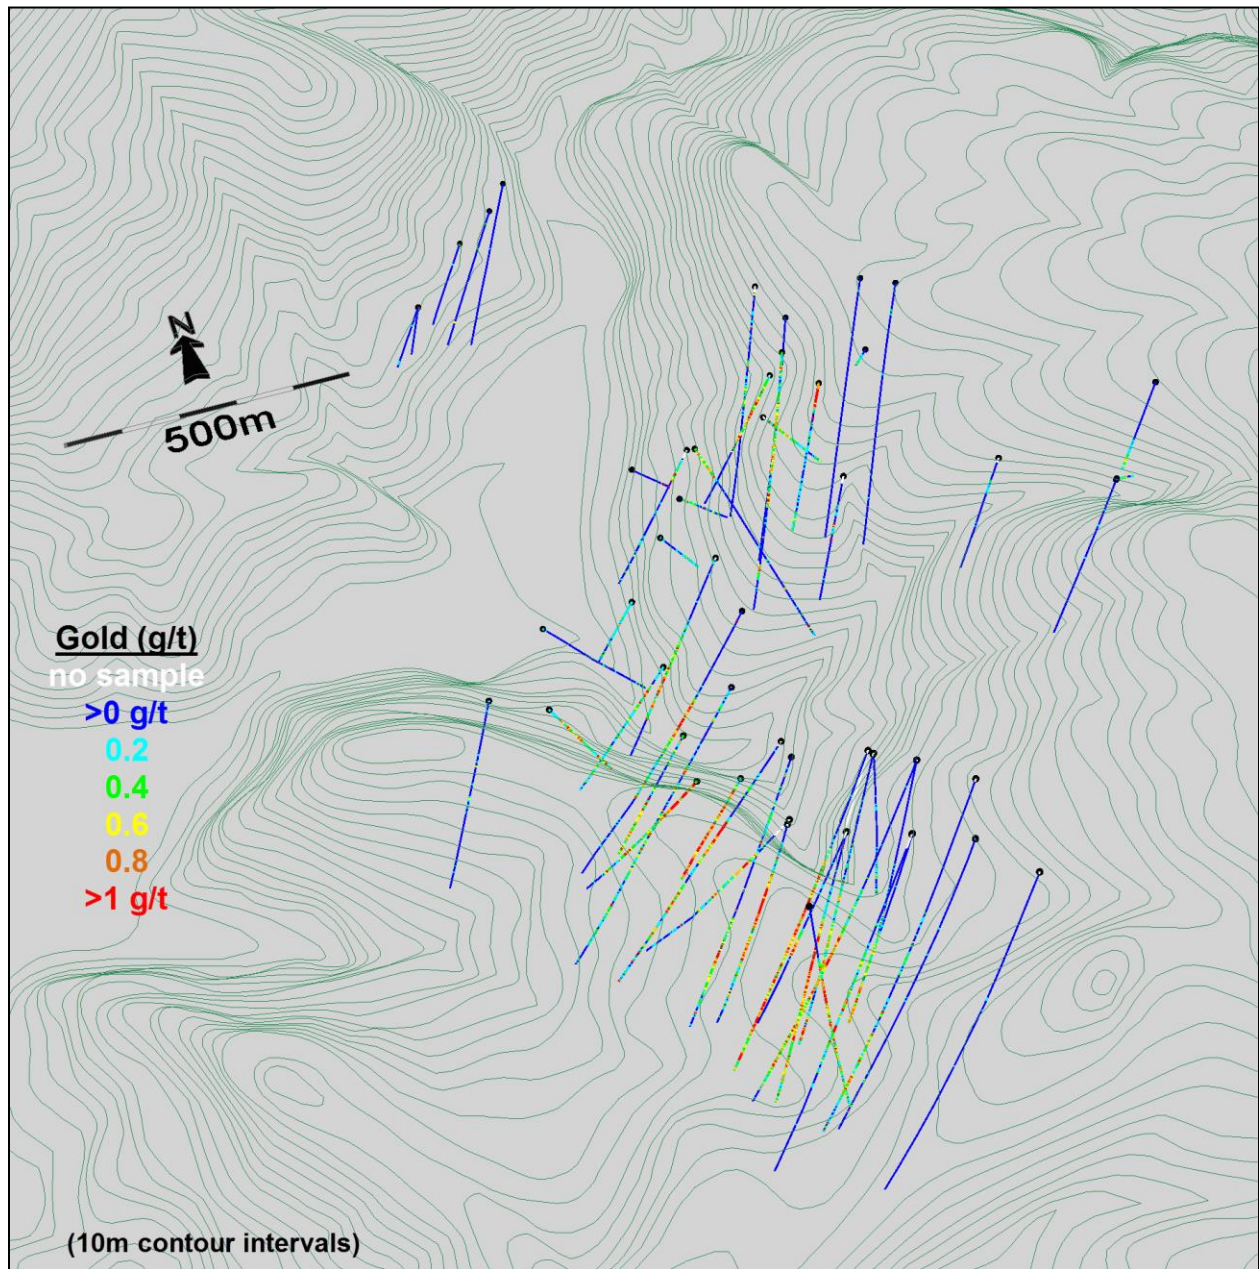 N
500m
Gold (g/t)
no sample
>0 g/t
0.2
0.4
0.6
0.8
>1 g/t
(10m contour intervals)